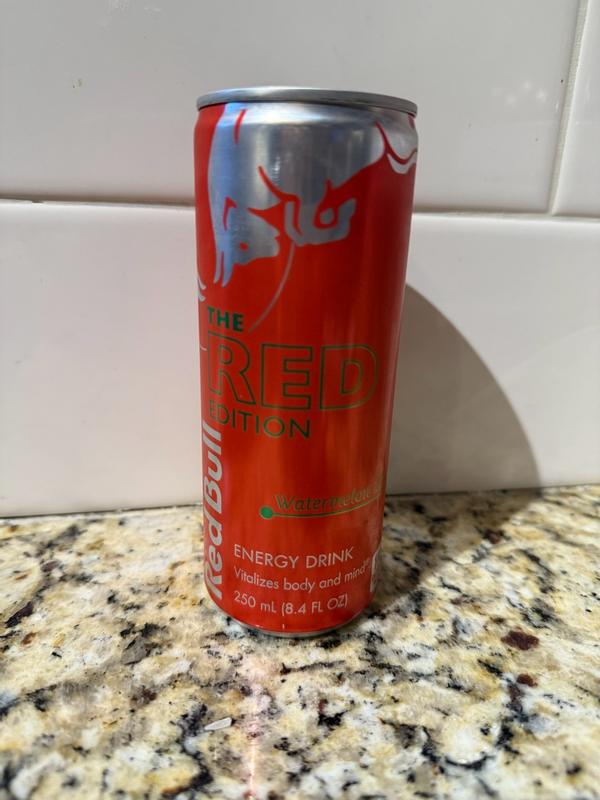 THE
RED
EDITION
Red Bull
Watermelon
ENERGY DRINK
Vitalizes body and mind®
250 mL (8.4 FL OZ)